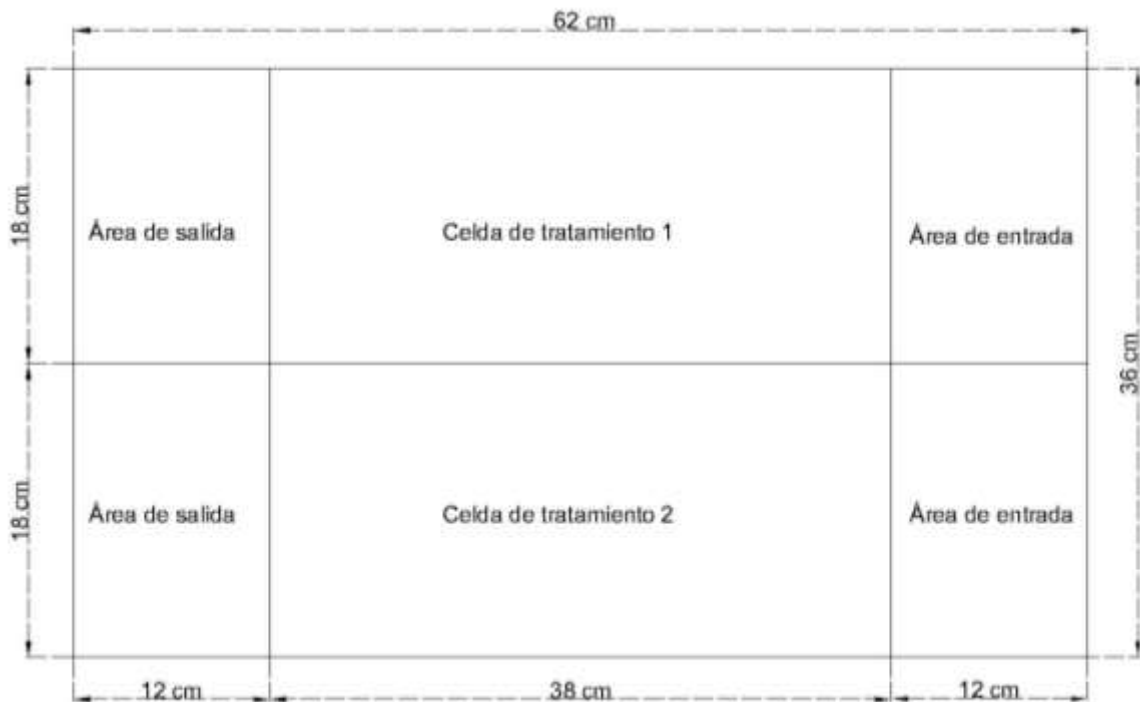 62 cm
18 cm
Área de salida
Celda de tratamiento 1
Área de entrada
36 cm
18 cm
Área de salida
Celda de tratamiento 2
Área de entrada
12 cm
38 cm
12 cm